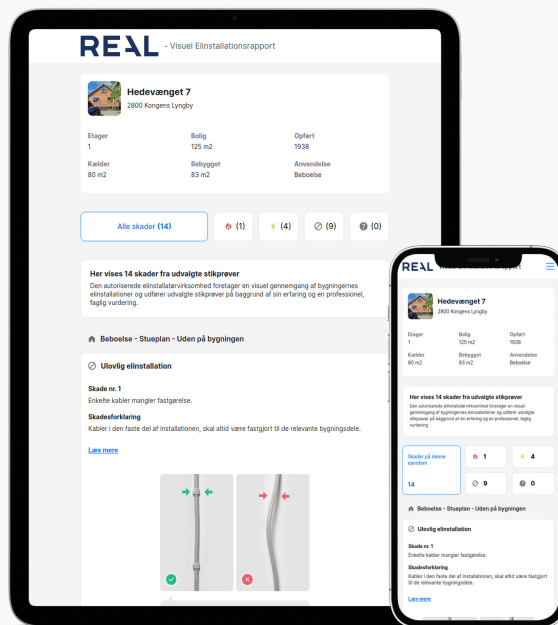 REAL - Visuel Elinstallationsrapport
Hedevænget 7
2800 Kongens Lyngby
Etager Bolig Opført
1 125 m2 1938
Kælder Bebygget Anvendelse
80 m2 83 m2 Beboelse
Alle skader (14) (1) (4) (9) (0)
Her vises 14 skader fra udvalgte stikprøver
Den autoriserede elinstallatørvirksomhed foretager en visuel gennemgang af bygningernes
elinstallationer og udfører udvalgte stikprøver på baggrund af sin erfaring og en professionel,
faglig vurdering.
Beboelse - Stueplan - Uden på bygningen
Ulovlig elinstallation
Skade nr. 1
Enkelte kabler mangler fastgørelse.
Skadesforklaring
Kabler i den faste del af installationen, skal altid være fastgjort til de relevante bygningsdele.
Læs mere
REAL
Hedevænget 7
2800 Kongens Lyngby
Etager Bolig Opført
1 125 m2 1938
Kælder Bebygget Anvendelse
80 m2 83 m2 Beboelse
Her vises 14 skader fra udvalgte stikprøver
Den autoriserede elinstallatørvirksomhed foretager en visuel
gennemgang af bygningernes elinstallationer og udfører udvalgte
stikprøver på baggrund af sin erfaring og en professionel, faglig
vurdering.
Skader på denne
ejendom
14
1 4
9 0
Beboelse - Stueplan - Uden på bygningen
Ulovlig elinstallation
Skade nr. 1
Enkelte kabler mangler fastgørelse.
Skadesforklaring
Kabler i den faste del af installationen, skal altid være fastgjort
til de relevante bygningsdele.
Læs mere